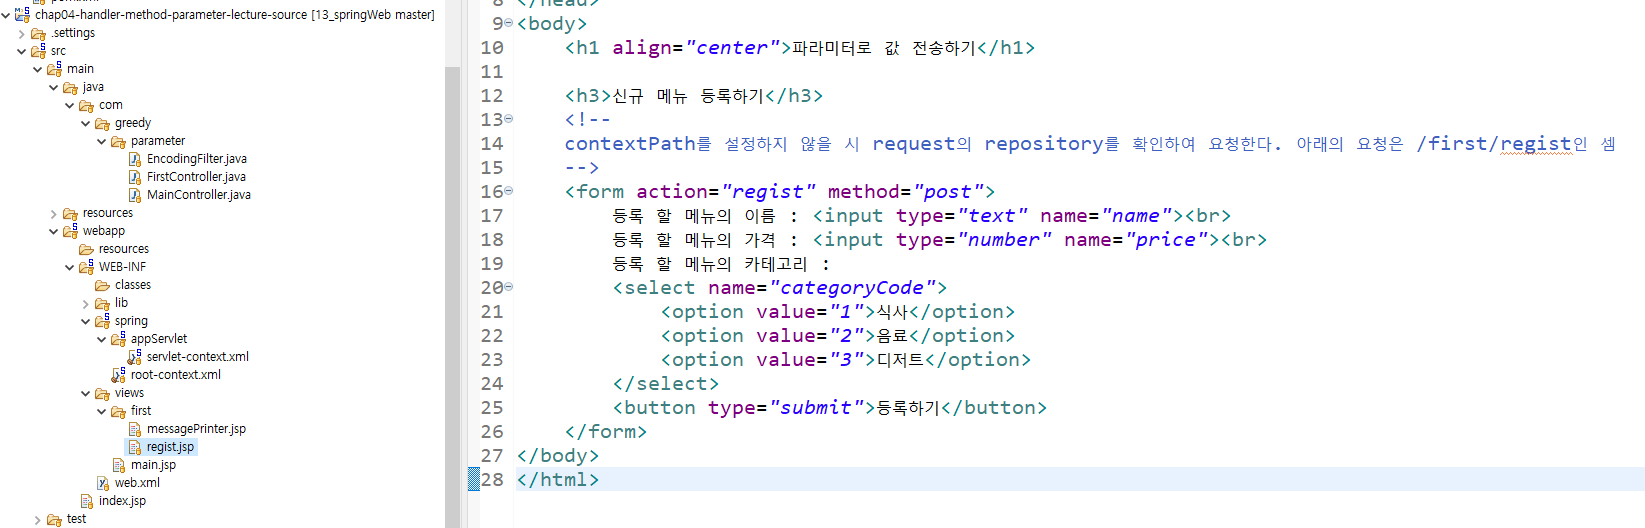 chap04-handler-method-parameter-lecture-source [13_springWeb master]
.settings
src
main
java
com
greedy
parameter
EncodingFilter.java
FirstController.java
MainController.java
resources
webapp
resources
WEB-INF
classes
lib
spring
appServlet
servlet-context.xml
root-context.xml
views
first
messagePrinter.jsp
regist.jsp
main.jsp
web.xml
index.jsp
test
8 </head>
9 <body>
10 <h1 align="center">파라미터로 값 전송하기</h1>
11
12 <h3>신규 메뉴 등록하기</h3>
13 <!--
14 contextPath를 설정하지 않을 시 request의 repository를 확인하여 요청한다. 아래의 요청은 /first/regist인 셈
15 -->
16 <form action="regist" method="post">
17 등록 할 메뉴의 이름 : <input type="text" name="name"><br>
18 등록 할 메뉴의 가격 : <input type="number" name="price"><br>
19 등록 할 메뉴의 카테고리 :
20 <select name="categoryCode">
21 <option value="1">식사</option>
22 <option value="2">음료</option>
23 <option value="3">디저트</option>
24 </select>
25 <button type="submit">등록하기</button>
26 </form>
27 </body>
28 </html>